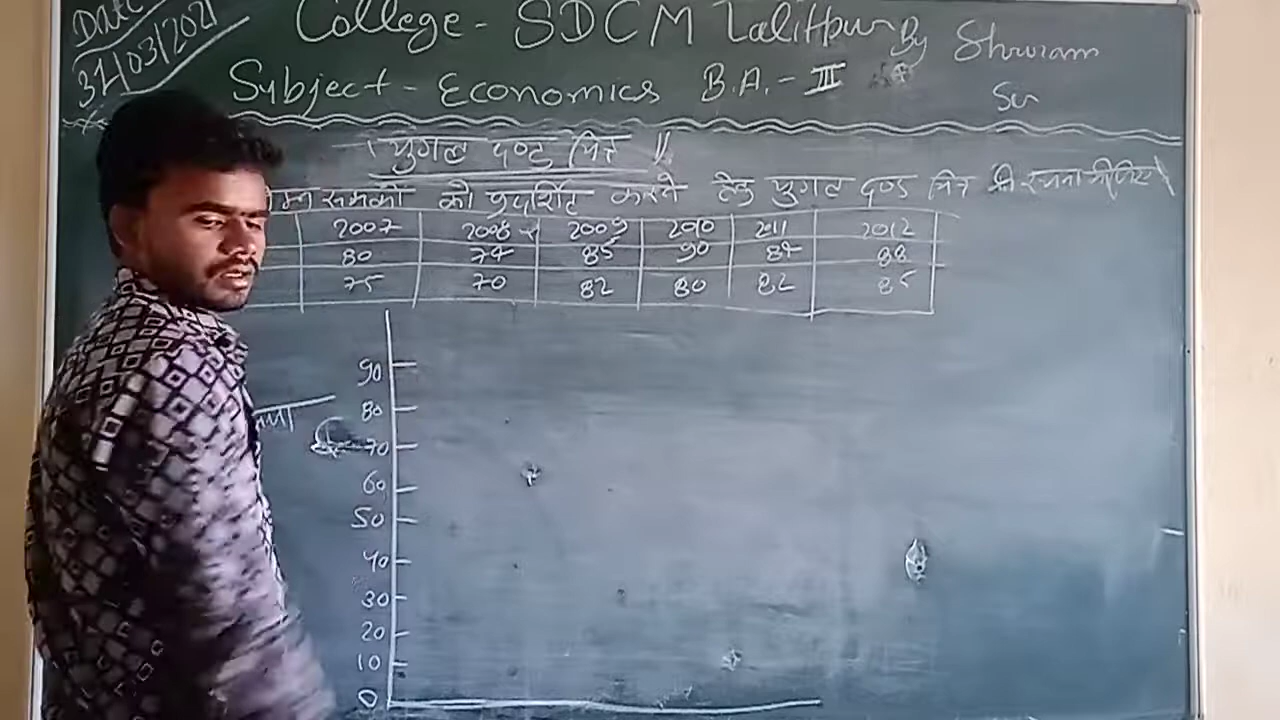 Date
31/03/2021
College - SDCM Lalitpur By Shriram
Sir
Subject - Economics B.A. - III
युगल दण्ड चित्र
समंकों को प्रदर्शित करने हेतु युगल दण्ड चित्र की रचना कीजिए
2007 2008 2009 2010 2011 2012
80 74 85 90 84 88
75 70 82 80 82 85
90
80
70
60
50
40
30
20
10
0